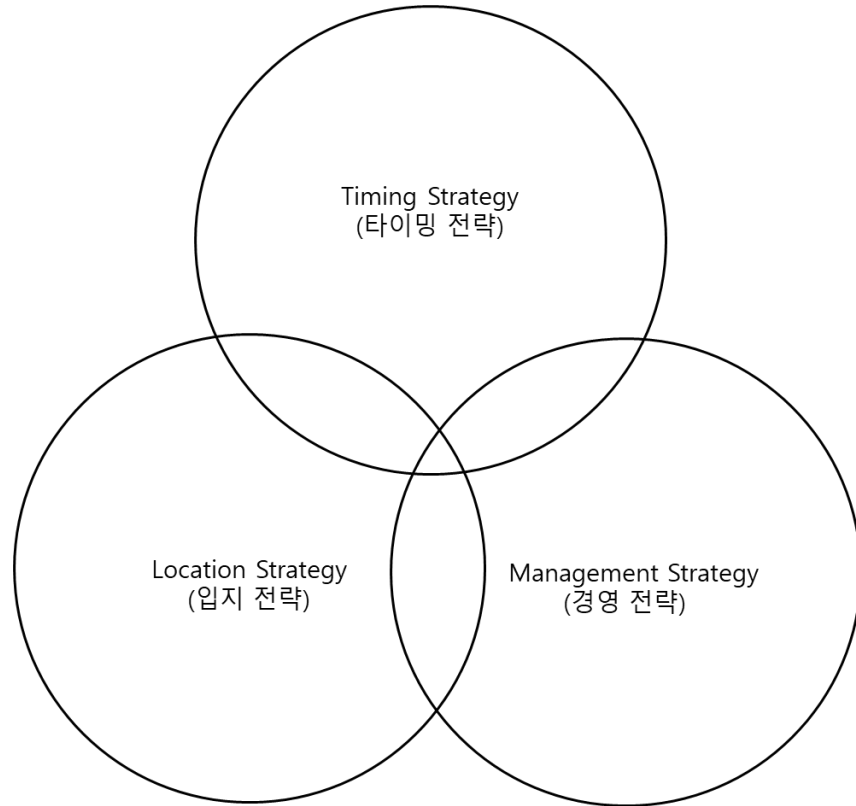 Timing Strategy
(타이밍 전략)
Location Strategy
(입지 전략)
Management Strategy
(경영 전략)